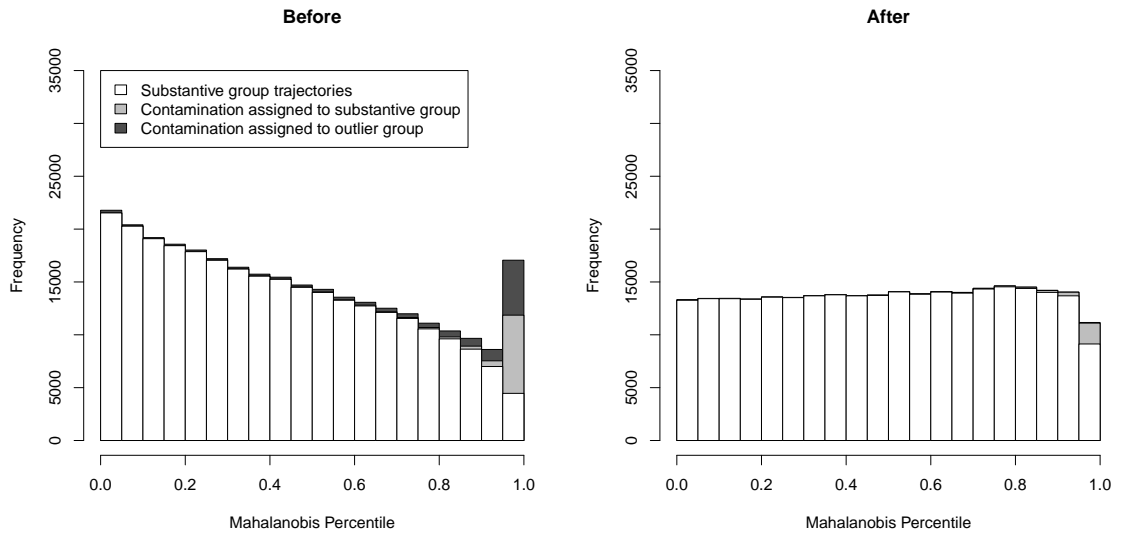 Before
35000
25000
15000
5000
0
Frequency
Substantive group trajectories
Contamination assigned to substantive group
Contamination assigned to outlier group
0.0 0.2 0.4 0.6 0.8 1.0
Mahalanobis Percentile
After
35000
25000
15000
5000
0
Frequency
0.0 0.2 0.4 0.6 0.8 1.0
Mahalanobis Percentile